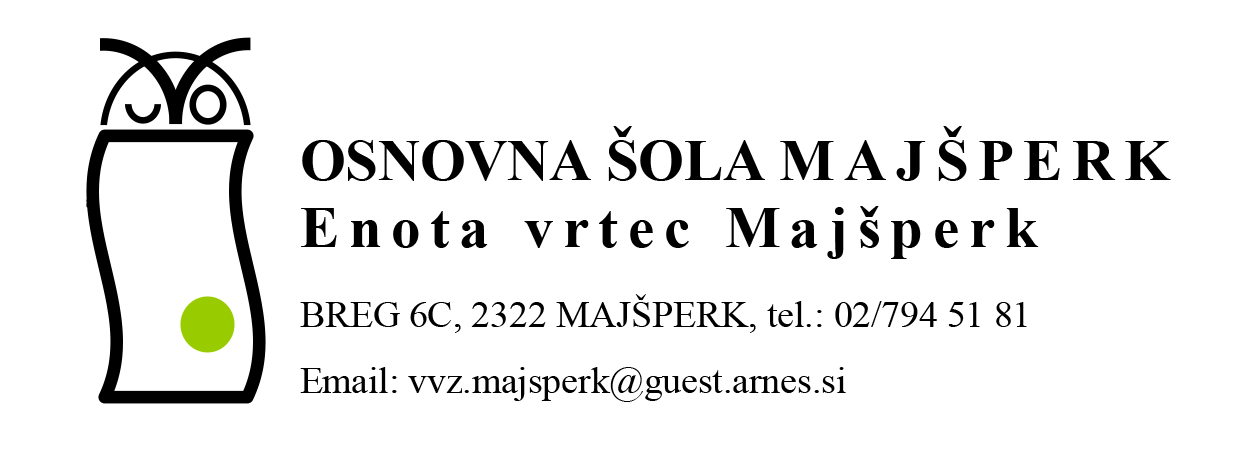 OSNOVNA ŠOLA MAJŠPERK
Enota vrtec Majšperk
BREG 6C, 2322 MAJŠPERK, tel.: 02/794 51 81
Email: vvz.majsperk@guest.arnes.si